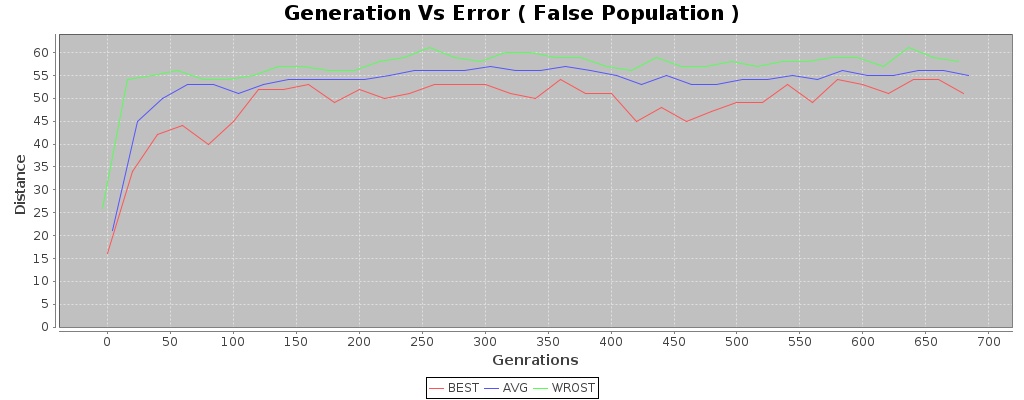 Generation Vs Error ( False Population )
Distance
60
55
50
45
40
35
30
25
20
15
10
5
0
0 50 100 150 200 250 300 350 400 450 500 550 600 650 700
Genrations
BEST AVG WROST